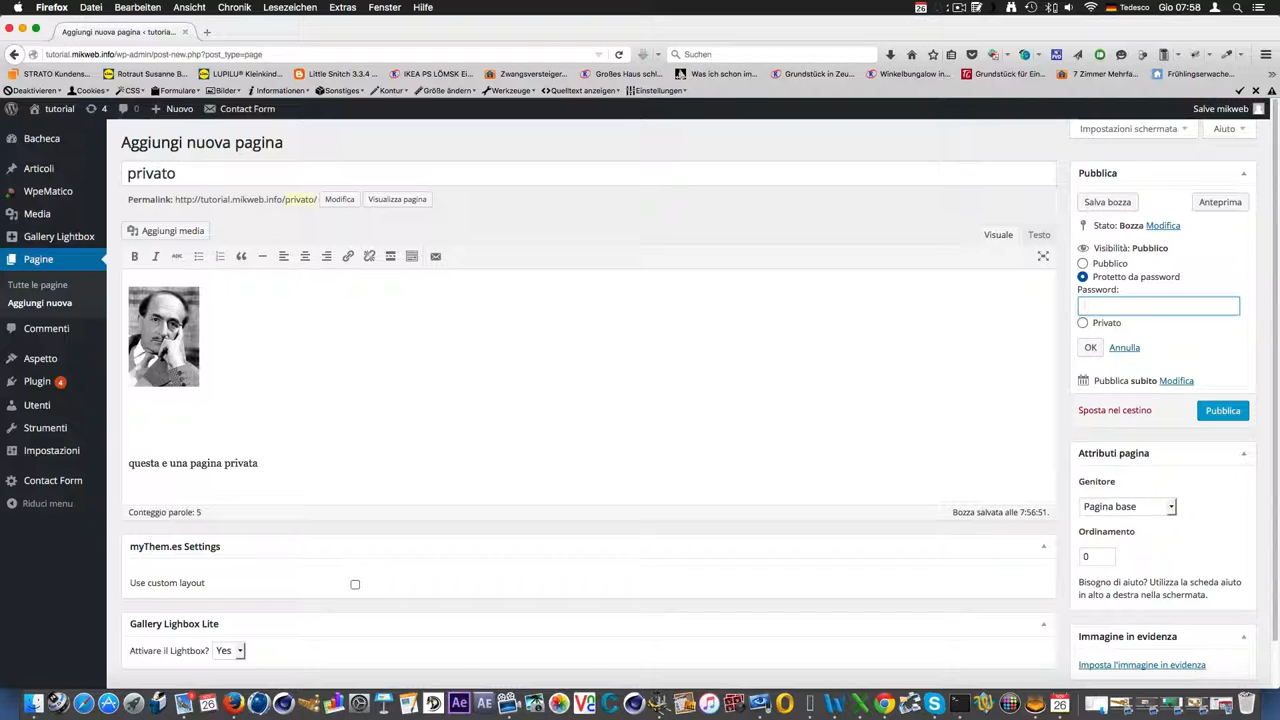 Firefox Ablage Bearbeiten Ansicht Chronik Lesezeichen Extras Fenster Hilfe 26 Tedesco Gio 07:58
Aggiungi nuova pagina ‹ tutoria...
tutorial.mikweb.info/wp-admin/post-new.php?post_type=page Suchen
STRATO Kundens... Rotraut Susanne B... LUPILU® Kleinkind... Little Snitch 3.3.4 ... IKEA PS LÖMSK Ei... Zwangsversteiger... Großes Haus schl... Was ich schon im... Grundstück in Zeu... Winkelbungalow in... Grundstück für Ein... 7 Zimmer Mehrfa... Frühlingserwache...
Deaktivieren Cookies CSS Formulare Bilder Informationen Sonstiges Kontur Größe ändern Werkzeuge Quelltext anzeigen Einstellungen
tutorial 4 0 Nuovo Contact Form Salve mikweb
Impostazioni schermata Aiuto
Bacheca
Articoli
WpeMatico
Media
Gallery Lightbox
Pagine
Tutte le pagine
Aggiungi nuova
Commenti
Aspetto
Plugin 4
Utenti
Strumenti
Impostazioni
Contact Form
Riduci menu
Aggiungi nuova pagina
privato
Permalink: http://tutorial.mikweb.info/privato/ Modifica Visualizza pagina
Aggiungi media Visuale Testo
B I ABC
questa e una pagina privata
Conteggio parole: 5 Bozza salvata alle 7:56:51.
myThem.es Settings
Use custom layout
Gallery Lighbox Lite
Attivare il Lightbox? Yes
Pubblica
Salva bozza Anteprima
Stato: Bozza Modifica
Visibilità: Pubblico
Pubblico
Protetto da password
Password:
Privato
OK Annulla
Pubblica subito Modifica
Sposta nel cestino Pubblica
Attributi pagina
Genitore
Pagina base
Ordinamento
0
Bisogno di aiuto? Utilizza la scheda aiuto
in alto a destra nella schermata.
Immagine in evidenza
Imposta l'immagine in evidenza